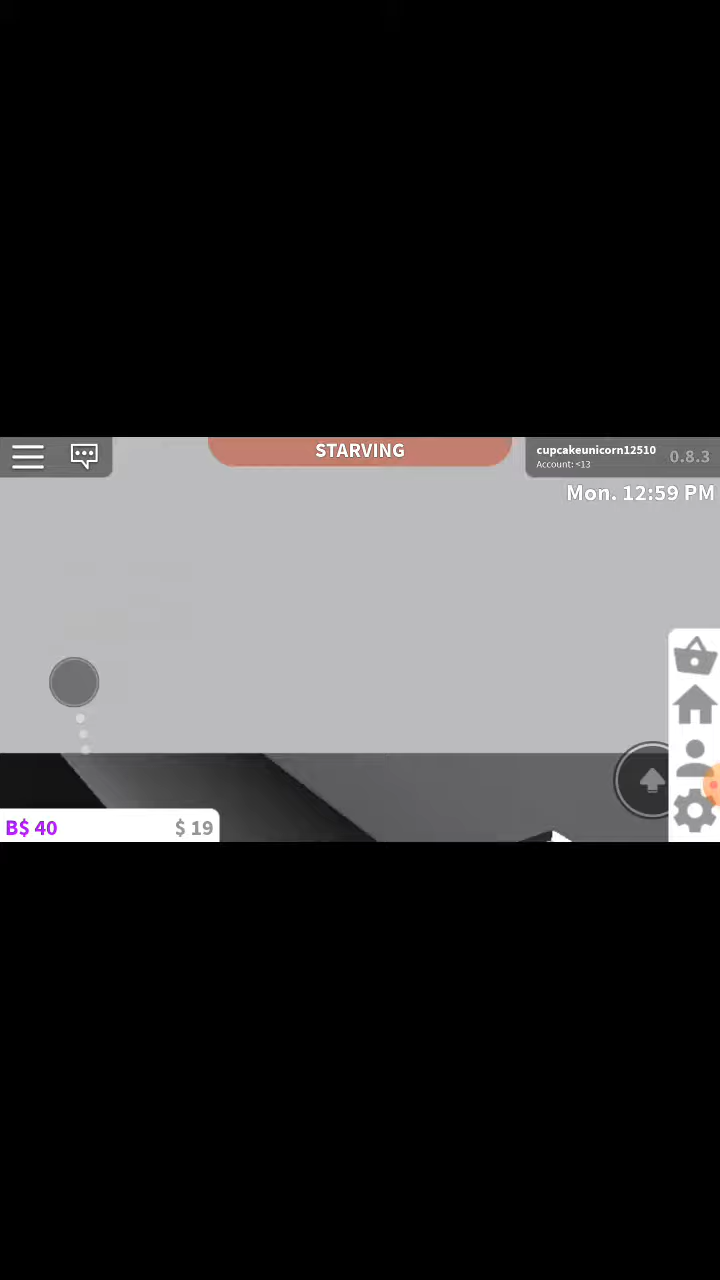 STARVING
cupcakeunicorn12510
Account: <13
0.8.3
Mon. 12:59 PM
B$ 40
$ 19